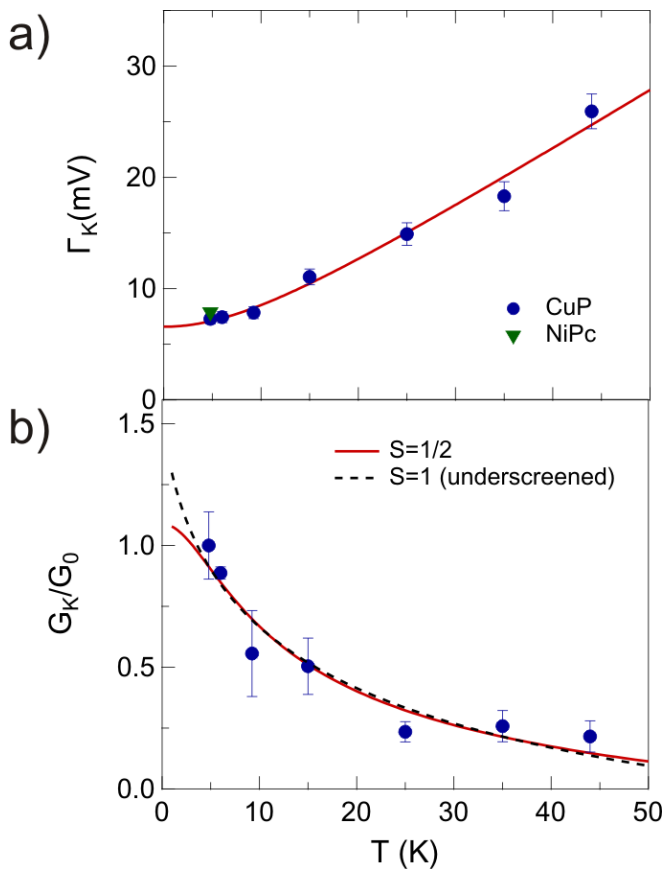 a)
Γ_K(mV)
30
20
10
0
CuP
NiPc
b)
G_K/G_0
1.5
1.0
0.5
0.0
S=1/2
S=1 (underscreened)
0 10 20 30 40 50
T (K)